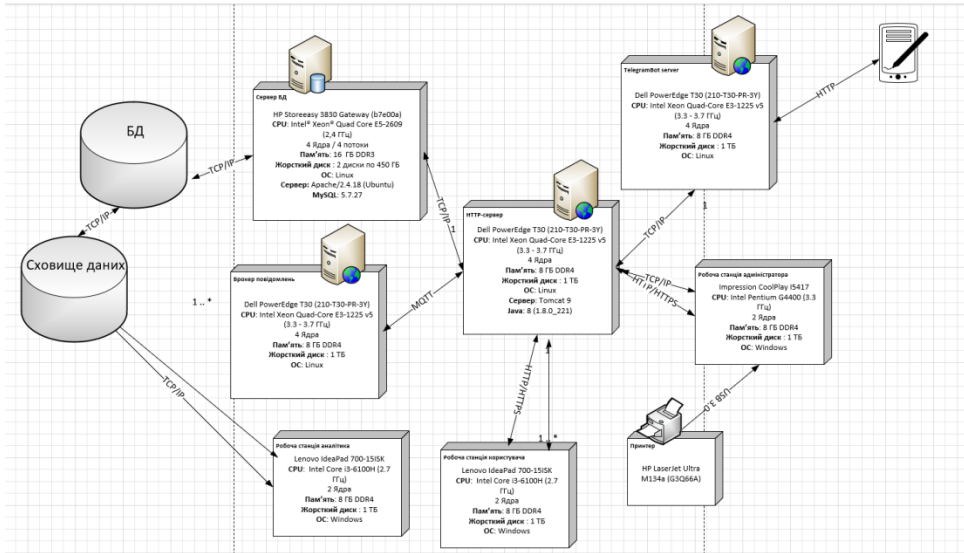 Сервер БД
HP Storeeasy 3830 Gateway (b7e00a)
CPU: Intel® Xeon® Quad Core E5-2609
(2,4 ГГц)
4 Ядра / 4 потоки
Пам'ять: 16 ГБ DDR3
Жорсткий диск : 2 диски по 450 ГБ
ОС: Linux
Сервер: Apache/2.4.18 (Ubuntu)
MySQL: 5.7.27
TelegramBot server
Dell PowerEdge T30 (210-T30-PR-3Y)
CPU: Intel Xeon Quad-Core E3-1225 v5
(3.3 - 3.7 ГГц)
4 Ядра
Пам'ять: 8 ГБ DDR4
Жорсткий диск : 1 ТБ
ОС: Linux
HTTP
БД
TCP/IP
TCP/IP
Сховище даних
TCP/IP
1
HTTP-сервер
Dell PowerEdge T30 (210-T30-PR-3Y)
CPU: Intel Xeon Quad-Core E3-1225 v5
(3.3 - 3.7 ГГц)
4 Ядра
Пам'ять: 8 ГБ DDR4
Жорсткий диск : 1 ТБ
ОС: Linux
Сервер: Tomcat 9
Java: 8 (1.8.0_221)
TCP/IP
1
Брокер повідомлень
Dell PowerEdge T30 (210-T30-PR-3Y)
CPU: Intel Xeon Quad-Core E3-1225 v5
(3.3 - 3.7 ГГц)
4 Ядра
Пам'ять: 8 ГБ DDR4
Жорсткий диск : 1 ТБ
ОС: Linux
1 .. *
MQTT
TCP/IP
HTTP/HTTPS
Робоча станція адміністратора
Impression CoolPlay I5417
CPU: Intel Pentium G4400 (3.3
ГГц)
2 Ядра
Пам'ять: 8 ГБ DDR4
Жорсткий диск : 1 ТБ
ОС: Windows
TCP/IP
HTTP/HTTPS
1
1 .. *
USB 3.0
Робоча станція аналітика
Lenovo IdeaPad 700-15ISK
CPU: Intel Core i3-6100H (2.7
ГГц)
2 Ядра
Пам'ять: 8 ГБ DDR4
Жорсткий диск : 1 ТБ
ОС: Windows
Робоча станція користувача
Lenovo IdeaPad 700-15ISK
CPU: Intel Core i3-6100H (2.7
ГГц)
2 Ядра
Пам'ять: 8 ГБ DDR4
Жорсткий диск : 1 ТБ
ОС: Windows
Принтер
HP LaserJet Ultra
M134a (G3Q66A)